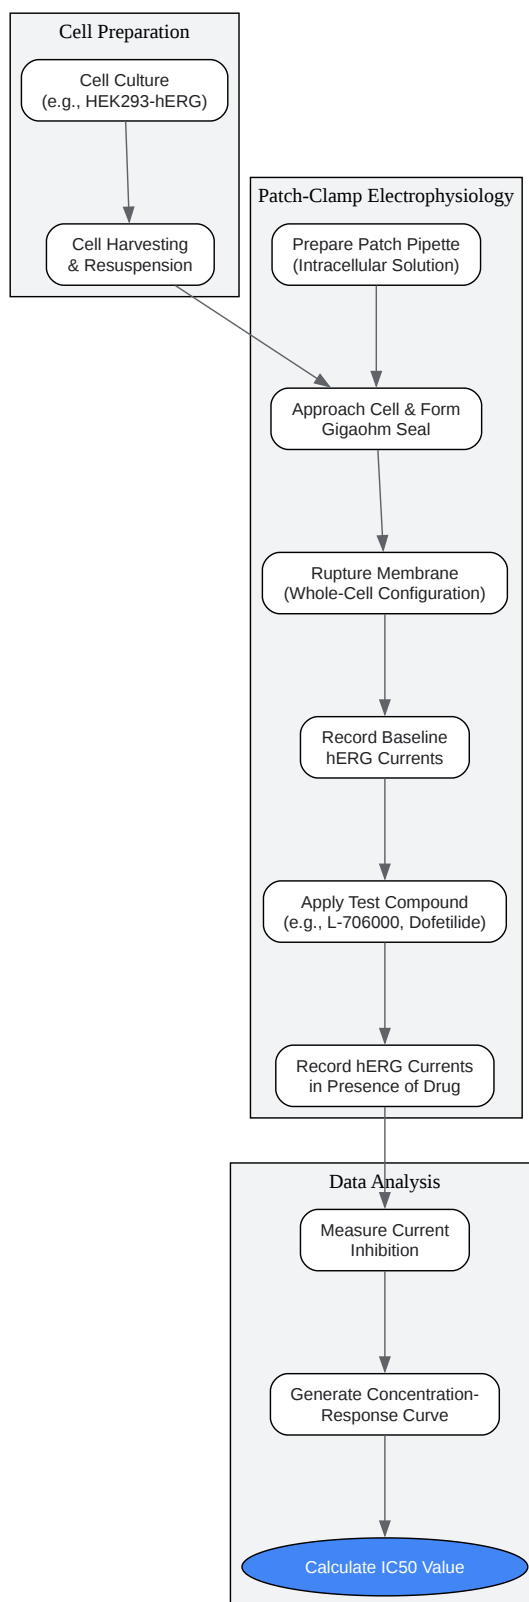 Cell Preparation
Cell Culture
(e.g., HEK293-hERG)
Cell Harvesting
& Resuspension
Patch-Clamp Electrophysiology
Prepare Patch Pipette
(Intracellular Solution)
Approach Cell & Form
Gigaohm Seal
Rupture Membrane
(Whole-Cell Configuration)
Record Baseline
hERG Currents
Apply Test Compound
(e.g., L-706000, Dofetilide)
Record hERG Currents
in Presence of Drug
Data Analysis
Measure Current
Inhibition
Generate Concentration-
Response Curve
Calculate IC50 Value